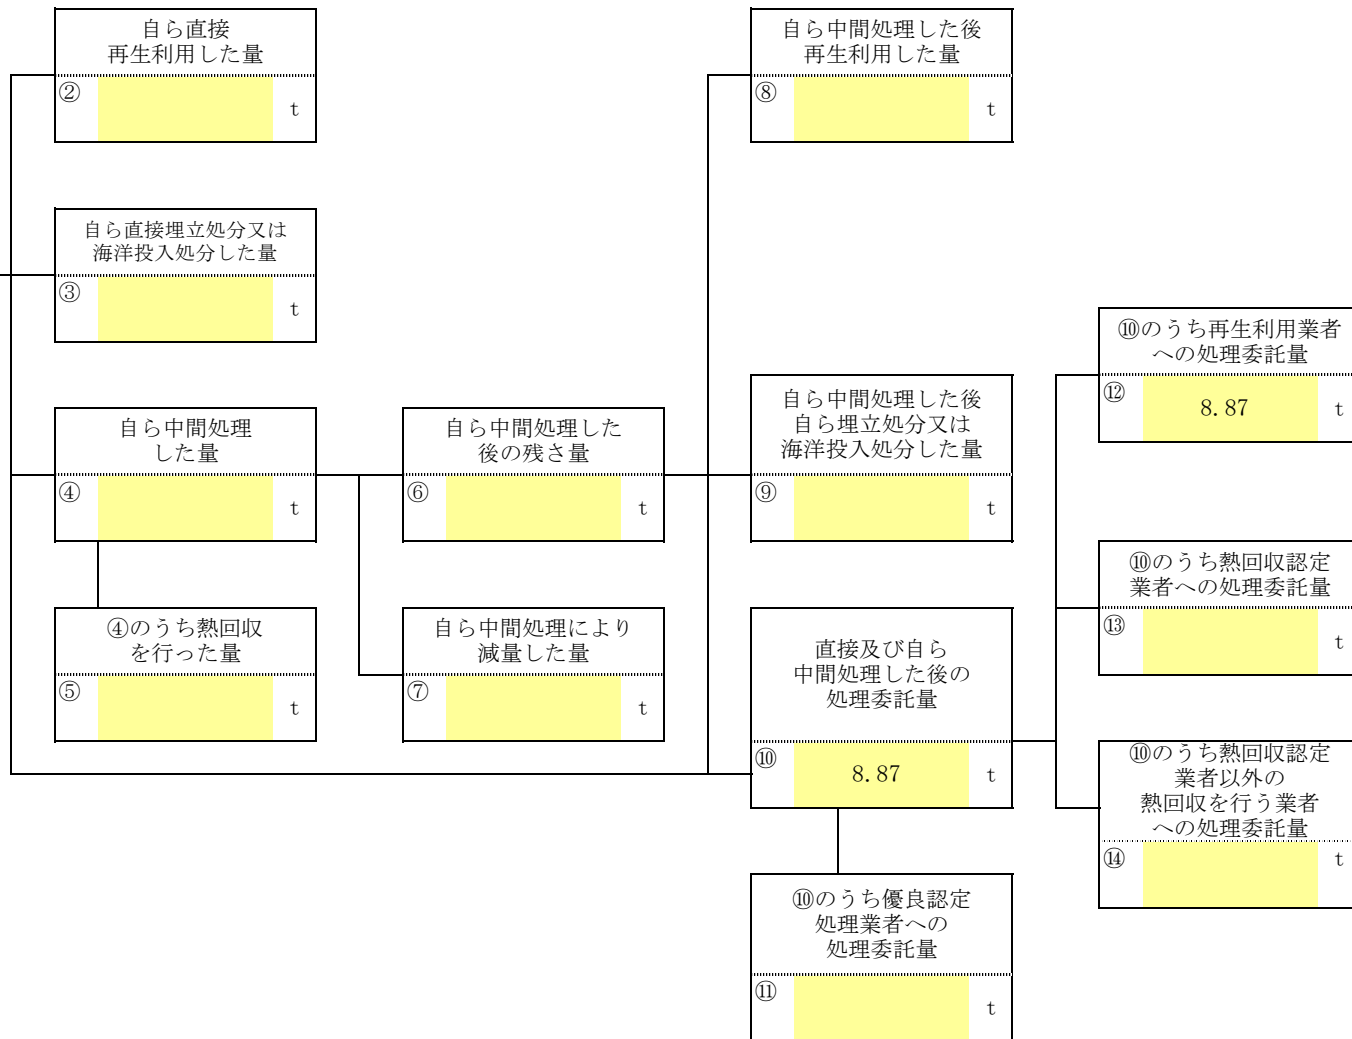 自ら直接
再生利用した量
②
t
自ら中間処理した後
再生利用した量
⑧
t
自ら直接埋立処分又は
海洋投入処分した量
③
t
⑩のうち再生利用業者
への処理委託量
⑫
8.87
t
自ら中間処理
した量
④
t
自ら中間処理した
後の残さ量
⑥
t
自ら中間処理した後
自ら埋立処分又は
海洋投入処分した量
⑨
t
⑩のうち熱回収認定
業者への処理委託量
⑬
t
④のうち熱回収
を行った量
⑤
t
自ら中間処理により
減量した量
⑦
t
直接及び自ら
中間処理した後の
処理委託量
⑩
8.87
t
⑩のうち熱回収認定
業者以外の
熱回収を行う業者
への処理委託量
⑭
t
⑩のうち優良認定
処理業者への
処理委託量
⑪
t